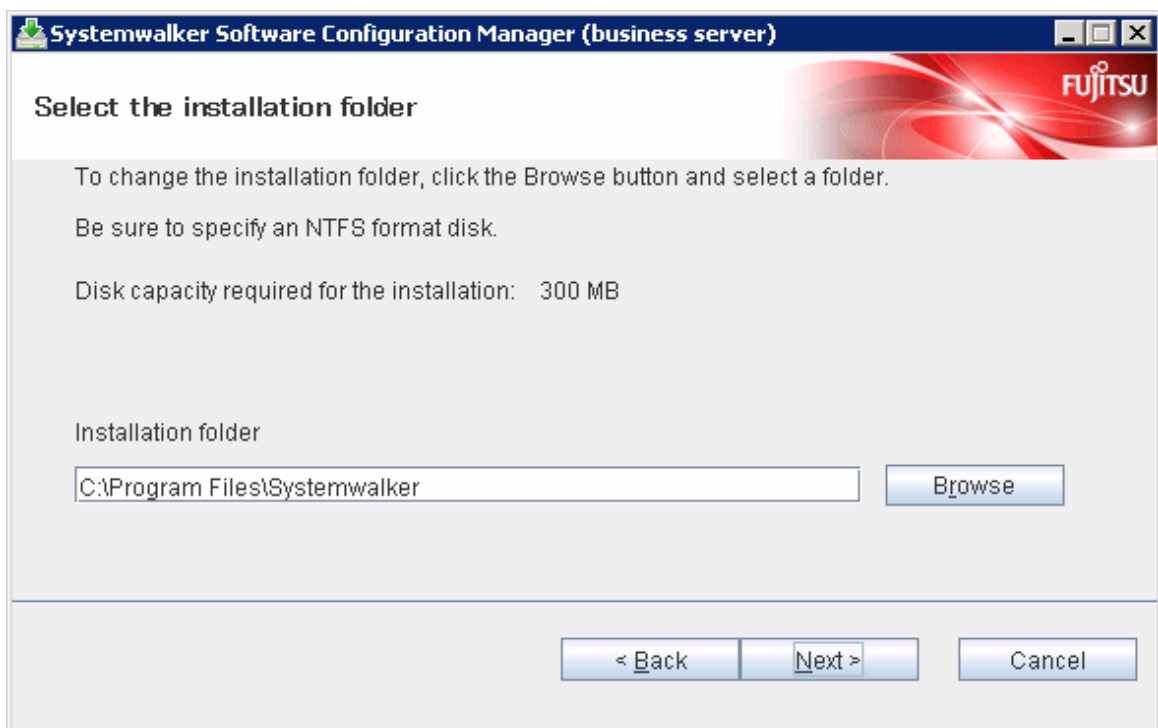 Systemwalker Software Configuration Manager (business server)
FUJITSU
Select the installation folder
To change the installation folder, click the Browse button and select a folder.
Be sure to specify an NTFS format disk.
Disk capacity required for the installation: 300 MB
Installation folder
C:\Program Files\Systemwalker
Browse
< Back
Next >
Cancel